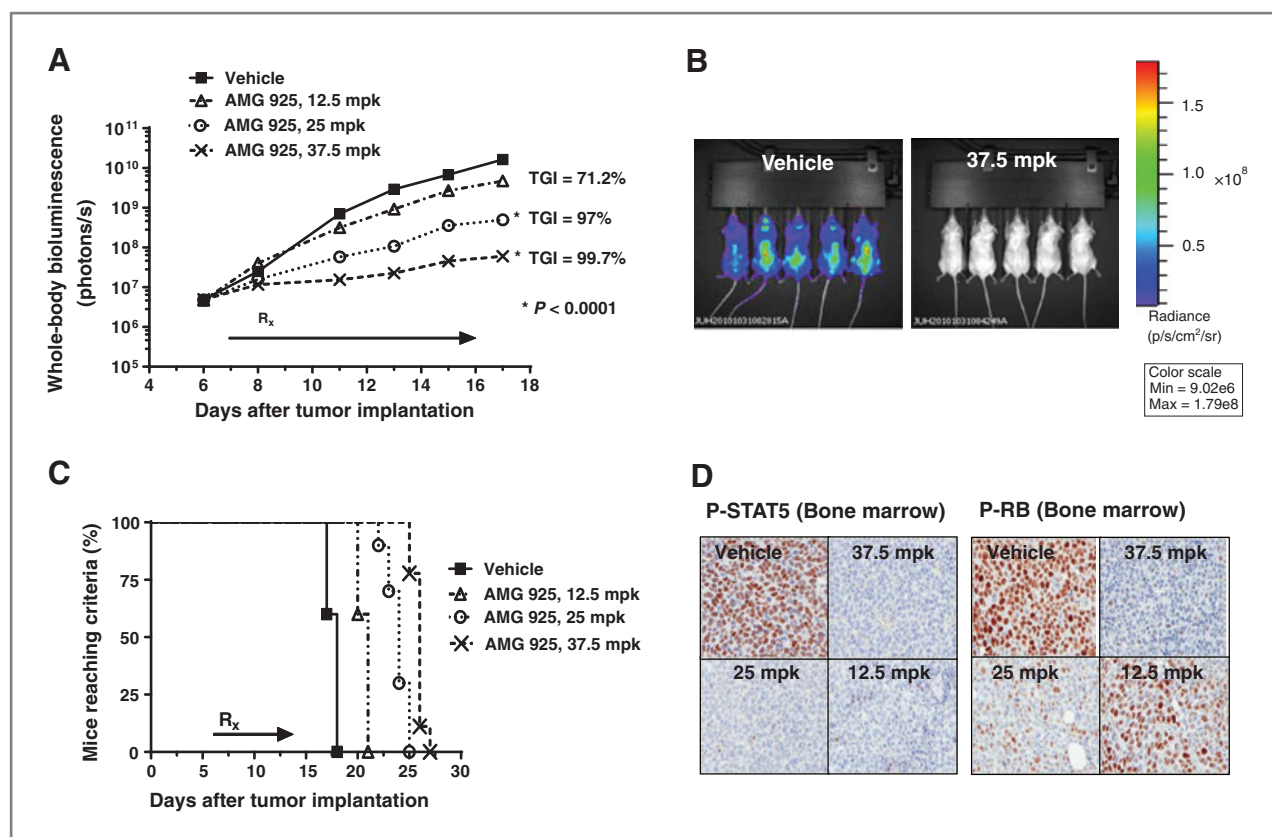 A
Vehicle
AMG 925, 12.5 mpk
AMG 925, 25 mpk
AMG 925, 37.5 mpk
Whole-body bioluminescence
(photons/s)
10¹¹
10¹⁰
10⁹
10⁸
10⁷
10⁶
10⁵
TGI = 71.2%
* TGI = 97%
* TGI = 99.7%
* P < 0.0001
Rₓ
4 6 8 10 11 14 16 18
Days after tumor implantation
B
Vehicle
37.5 mpk
JUH20101031082815A
JUH20101031084249A
1.5
1.0
×10⁸
0.5
Radiance
(p/s/cm²/sr)
Color scale
Min = 9.02e6
Max = 1.79e8
C
Mice reaching criteria (%)
100
75
50
25
0
Rₓ
Vehicle
AMG 925, 12.5 mpk
AMG 925, 25 mpk
AMG 925, 37.5 mpk
0 5 10 15 20 25 30
Days after tumor implantation
D
P-STAT5 (Bone marrow)
Vehicle
37.5 mpk
25 mpk
12.5 mpk
P-RB (Bone marrow)
Vehicle
37.5 mpk
25 mpk
12.5 mpk